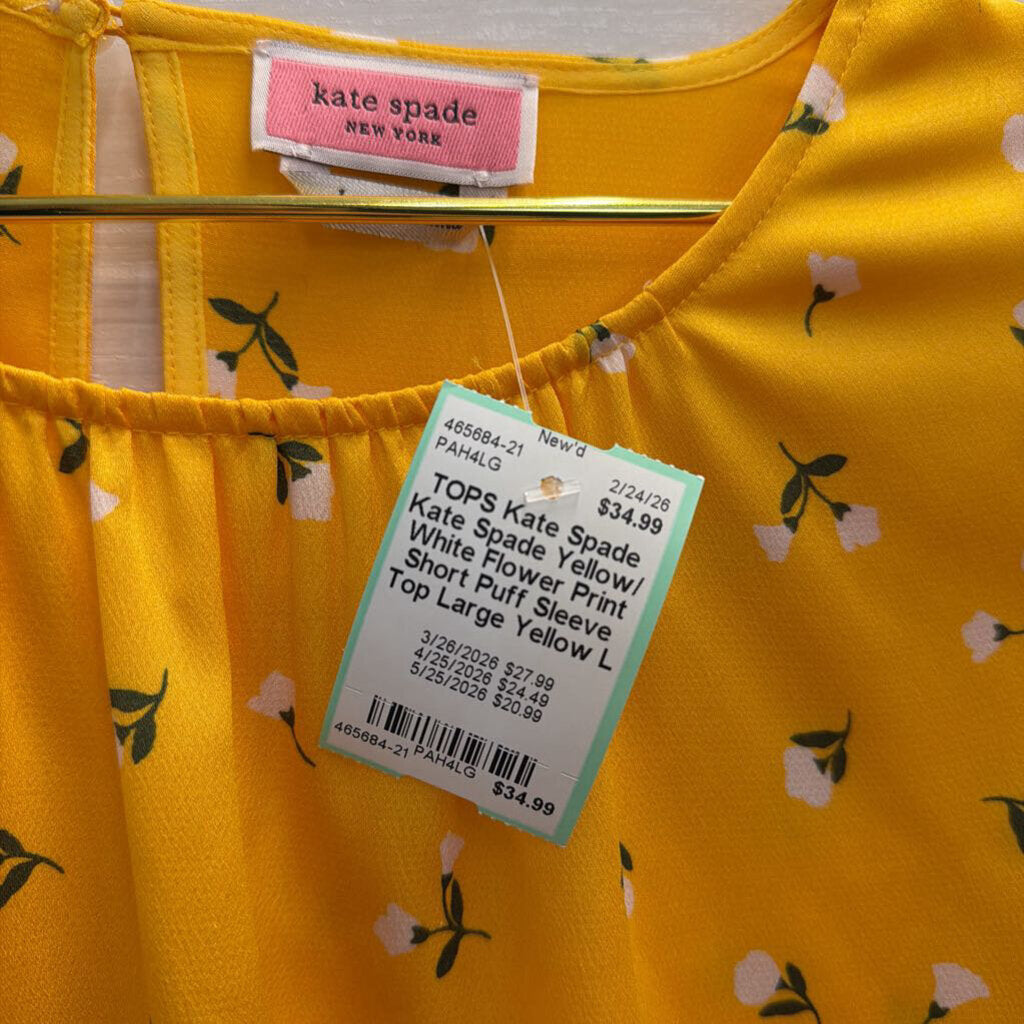 kate spade
NEW YORK
465684-21 New'd
PAH4LG 2/24/26
$34.99
TOPS Kate Spade
Kate Spade Yellow/
White Flower Print
Short Puff Sleeve
Top Large Yellow L
3/26/2026 $27.99
4/25/2026 $24.49
5/25/2026 $20.99
465684-21 PAH4LG
$34.99